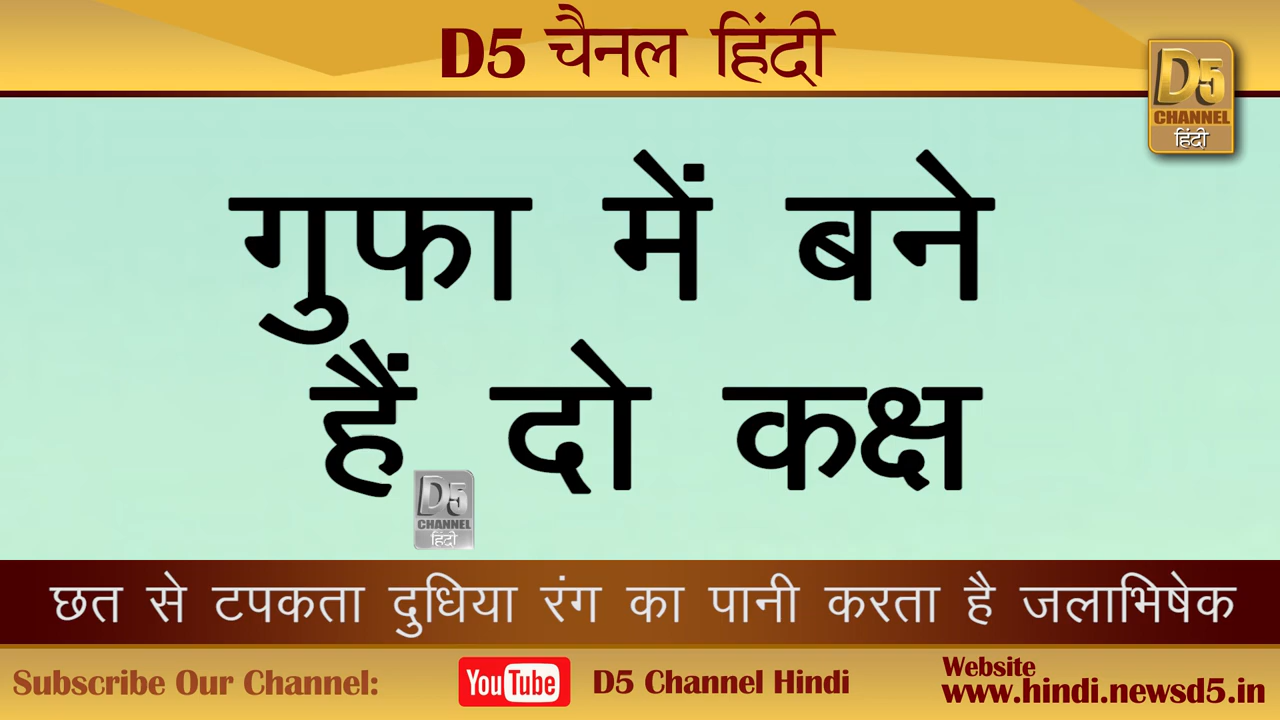 D5 चैनल हिंदी
D5
CHANNEL
हिंदी
गुफा में बने
हैं दो कक्ष
D5
CHANNEL
हिंदी
छत से टपकता दुधिया रंग का पानी करता है जलाभिषेक
Subscribe Our Channel:
YouTube
D5 Channel Hindi
Website
www.hindi.newsd5.in